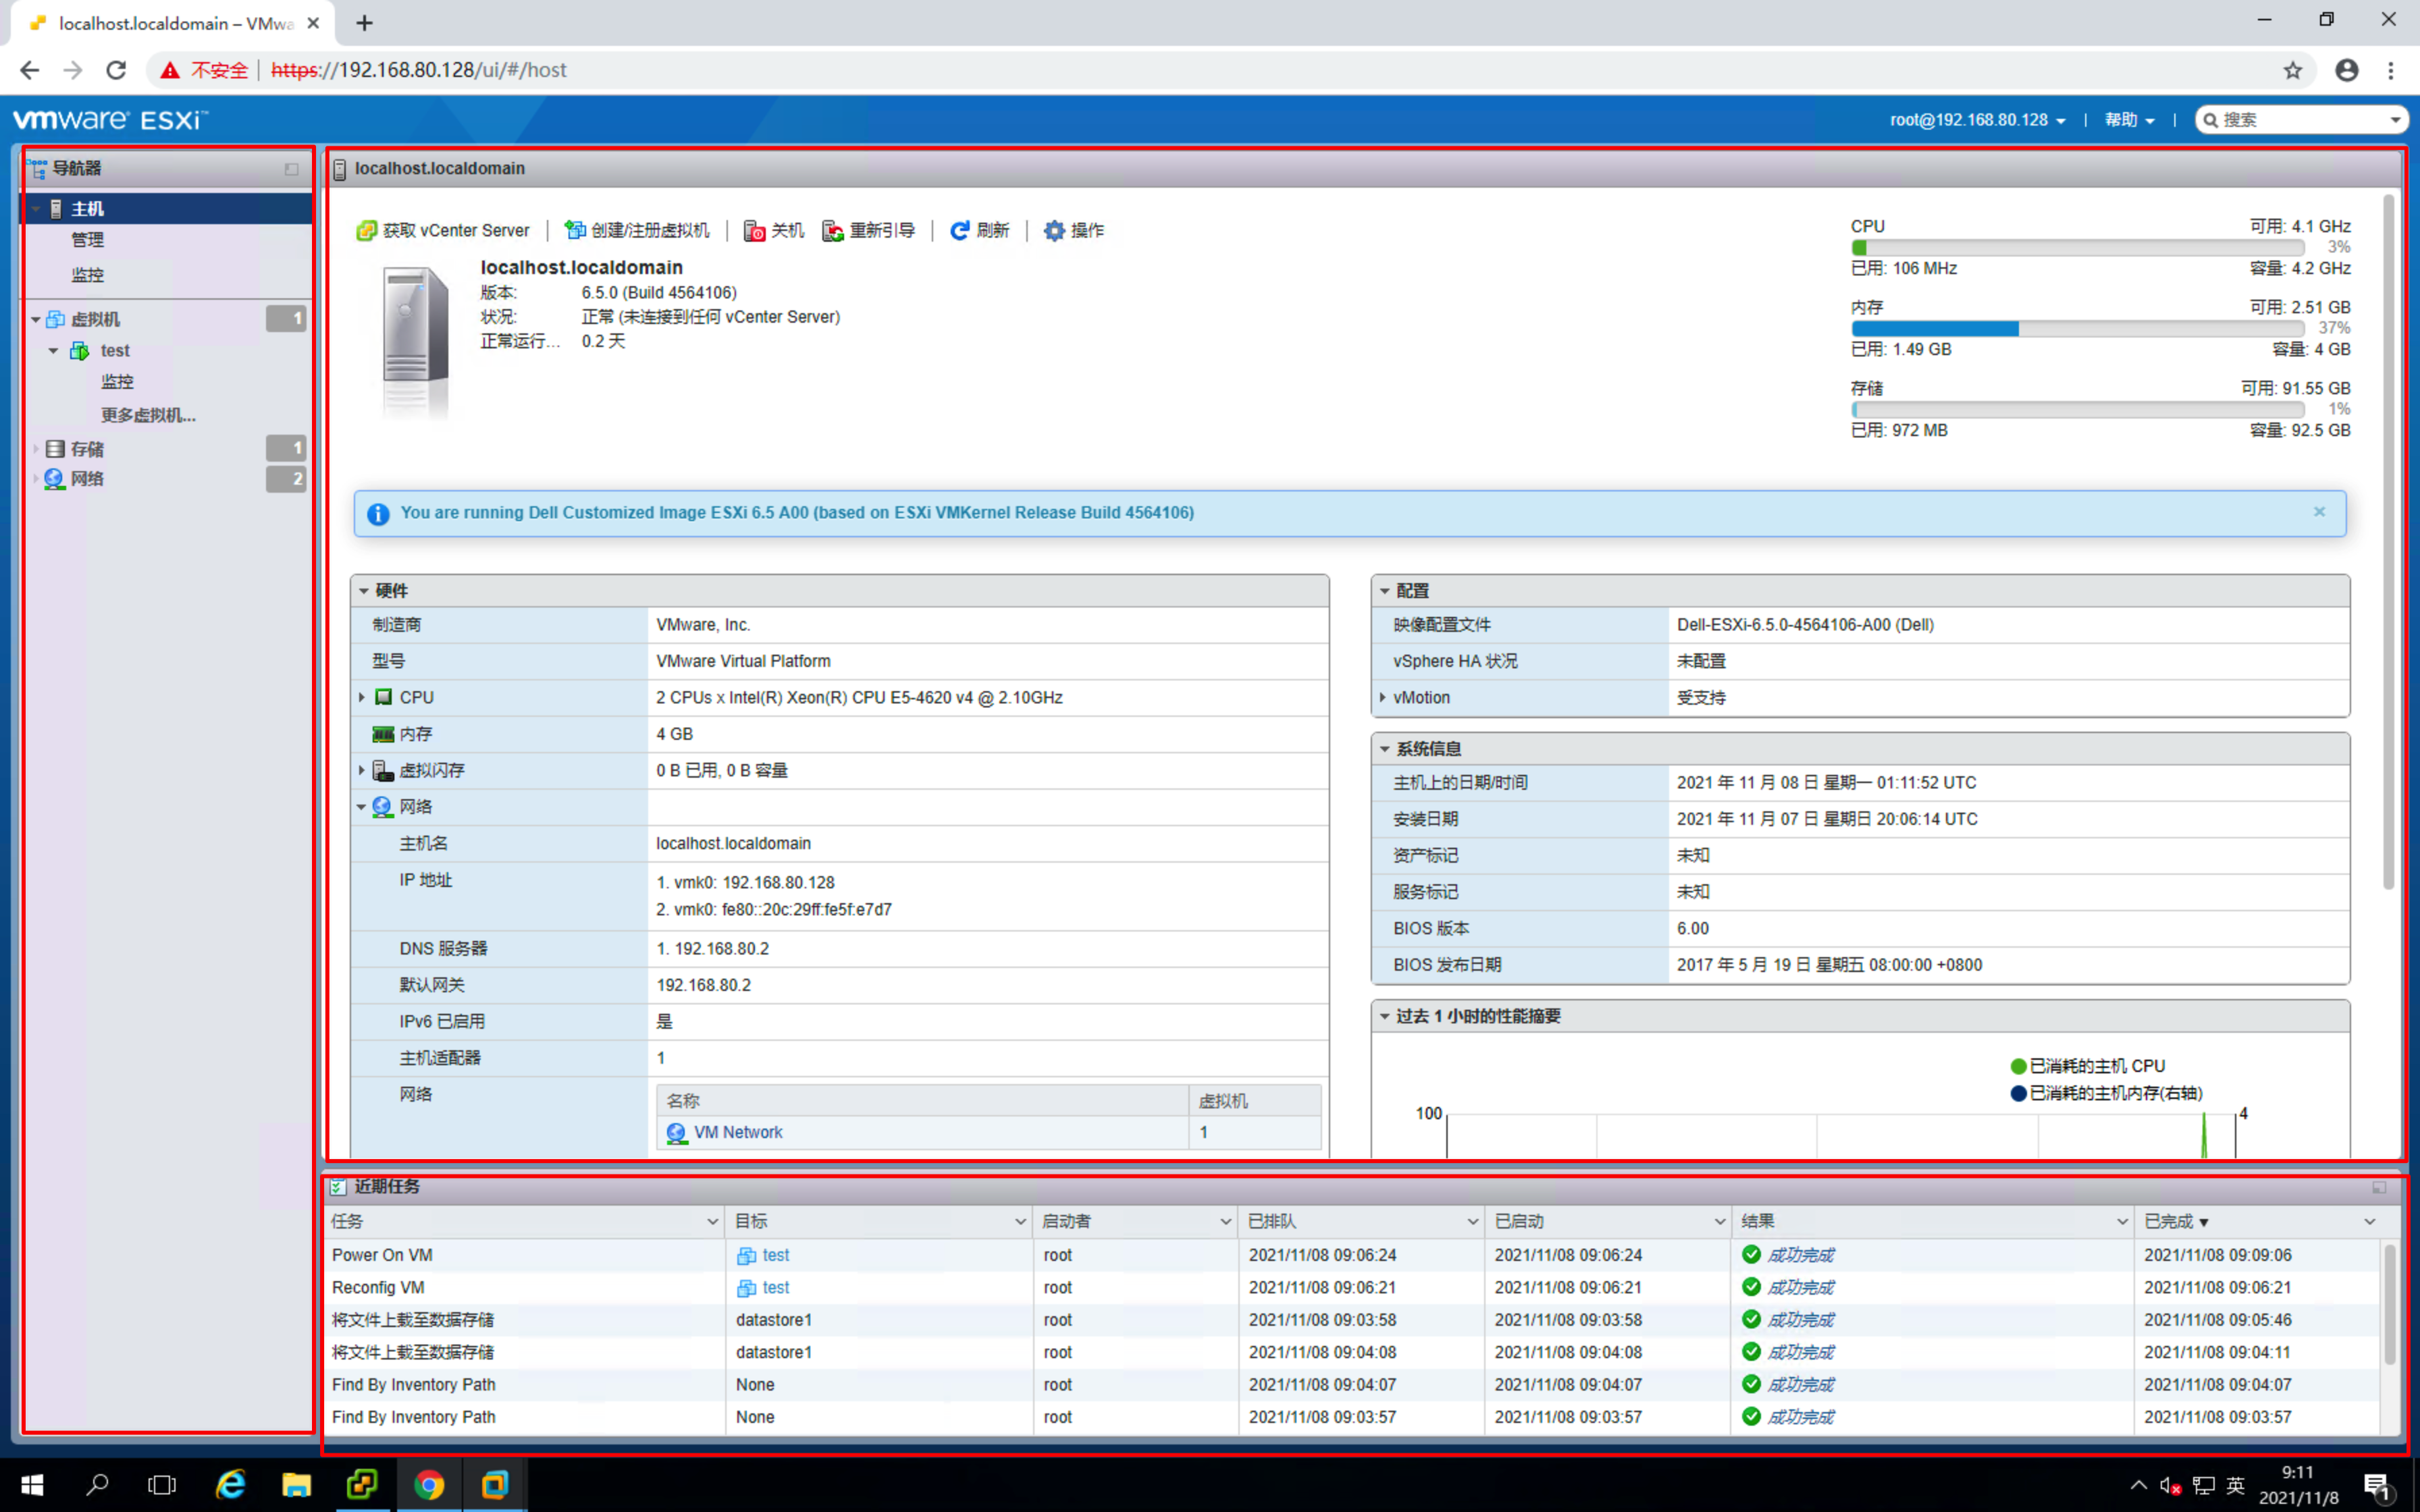 localhost.localdomain – VMwa
不安全 https://192.168.80.128/ui/#/host
vmware ESXi™
root@192.168.80.128 | 帮助 | 搜索
导航器
主机
管理
监控
虚拟机 1
test
监控
更多虚拟机...
存储 1
网络 2
localhost.localdomain
获取 vCenter Server | 创建/注册虚拟机 | 关机 重新引导 | 刷新 | 操作
localhost.localdomain
版本: 6.5.0 (Build 4564106)
状况: 正常 (未连接到任何 vCenter Server)
正常运行... 0.2 天
CPU 可用: 4.1 GHz
3%
已用: 106 MHz 容量: 4.2 GHz
内存 可用: 2.51 GB
37%
已用: 1.49 GB 容量: 4 GB
存储 可用: 91.55 GB
1%
已用: 972 MB 容量: 92.5 GB
You are running Dell Customized Image ESXi 6.5 A00 (based on ESXi VMKernel Release Build 4564106)
硬件
制造商 VMware, Inc.
型号 VMware Virtual Platform
CPU 2 CPUs x Intel(R) Xeon(R) CPU E5-4620 v4 @ 2.10GHz
内存 4 GB
虚拟闪存 0 B 已用, 0 B 容量
网络
主机名 localhost.localdomain
IP 地址 1. vmk0: 192.168.80.128
2. vmk0: fe80::20c:29ff:fe5f:e7d7
DNS 服务器 1. 192.168.80.2
默认网关 192.168.80.2
IPv6 已启用 是
主机适配器 1
网络 名称 虚拟机
VM Network 1
配置
映像配置文件 Dell-ESXi-6.5.0-4564106-A00 (Dell)
vSphere HA 状况 未配置
vMotion 受支持
系统信息
主机上的日期/时间 2021 年 11 月 08 日 星期一 01:11:52 UTC
安装日期 2021 年 11 月 07 日 星期日 20:06:14 UTC
资产标记 未知
服务标记 未知
BIOS 版本 6.00
BIOS 发布日期 2017 年 5 月 19 日 星期五 08:00:00 +0800
过去 1 小时的性能摘要
已消耗的主机 CPU
已消耗的主机内存(右轴)
100 4
近期任务
任务 目标 启动者 已排队 已启动 结果 已完成 ▼
Power On VM test root 2021/11/08 09:06:24 2021/11/08 09:06:24 成功完成 2021/11/08 09:09:06
Reconfig VM test root 2021/11/08 09:06:21 2021/11/08 09:06:21 成功完成 2021/11/08 09:06:21
将文件上载至数据存储 datastore1 root 2021/11/08 09:03:58 2021/11/08 09:03:58 成功完成 2021/11/08 09:05:46
将文件上载至数据存储 datastore1 root 2021/11/08 09:04:08 2021/11/08 09:04:08 成功完成 2021/11/08 09:04:11
Find By Inventory Path None root 2021/11/08 09:04:07 2021/11/08 09:04:07 成功完成 2021/11/08 09:04:07
Find By Inventory Path None root 2021/11/08 09:03:57 2021/11/08 09:03:57 成功完成 2021/11/08 09:03:57
英 9:11
2021/11/8 1